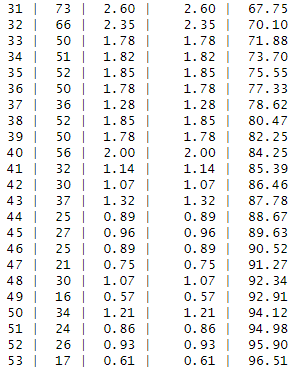 31 | 73 | 2.60 | 2.60 | 67.75
32 | 66 | 2.35 | 2.35 | 70.10
33 | 50 | 1.78 | 1.78 | 71.88
34 | 51 | 1.82 | 1.82 | 73.70
35 | 52 | 1.85 | 1.85 | 75.55
36 | 50 | 1.78 | 1.78 | 77.33
37 | 36 | 1.28 | 1.28 | 78.62
38 | 52 | 1.85 | 1.85 | 80.47
39 | 50 | 1.78 | 1.78 | 82.25
40 | 56 | 2.00 | 2.00 | 84.25
41 | 32 | 1.14 | 1.14 | 85.39
42 | 30 | 1.07 | 1.07 | 86.46
43 | 37 | 1.32 | 1.32 | 87.78
44 | 25 | 0.89 | 0.89 | 88.67
45 | 27 | 0.96 | 0.96 | 89.63
46 | 25 | 0.89 | 0.89 | 90.52
47 | 21 | 0.75 | 0.75 | 91.27
48 | 30 | 1.07 | 1.07 | 92.34
49 | 16 | 0.57 | 0.57 | 92.91
50 | 34 | 1.21 | 1.21 | 94.12
51 | 24 | 0.86 | 0.86 | 94.98
52 | 26 | 0.93 | 0.93 | 95.90
53 | 17 | 0.61 | 0.61 | 96.51